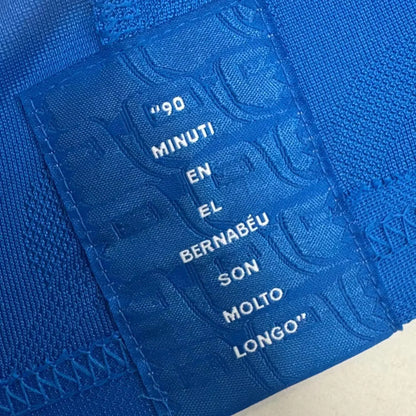 "90
MINUTI
EN
EL
BERNABÉU
SON
MOLTO
LONGO"